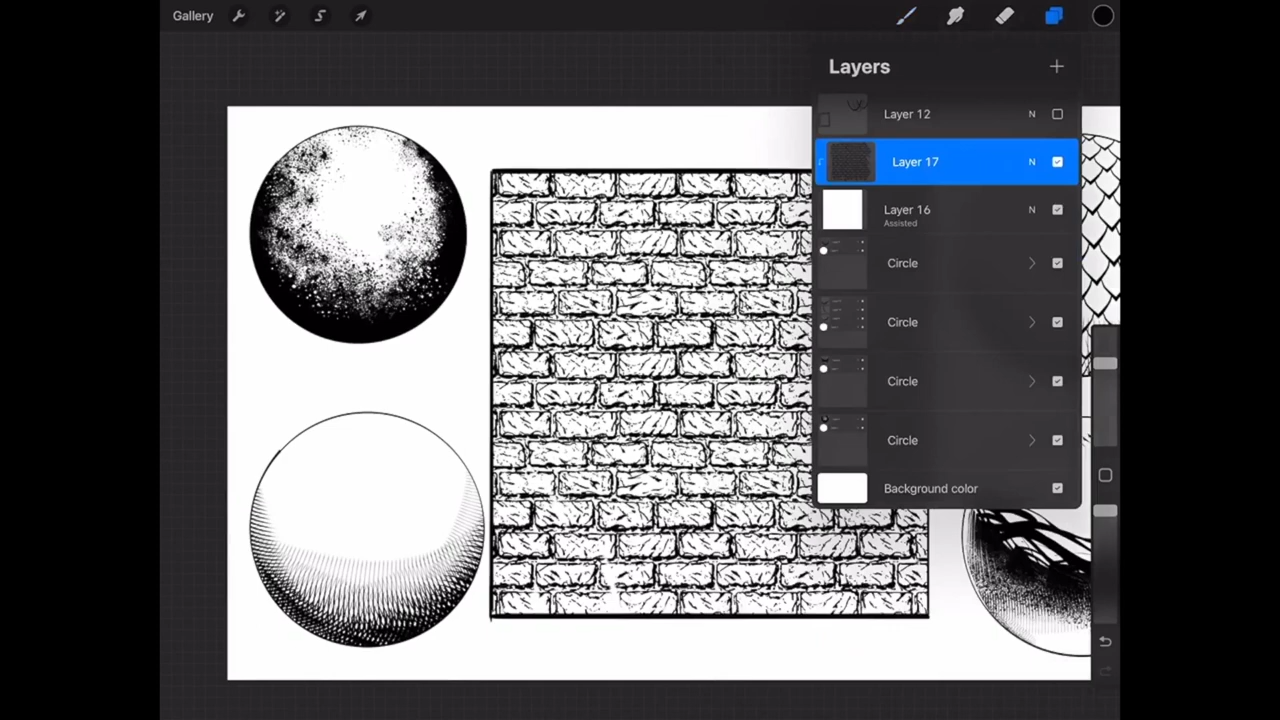 Gallery
Layers
Layer 12 N
Layer 17 N
Layer 16 N
Assisted
Circle
Circle
Circle
Circle
Background color